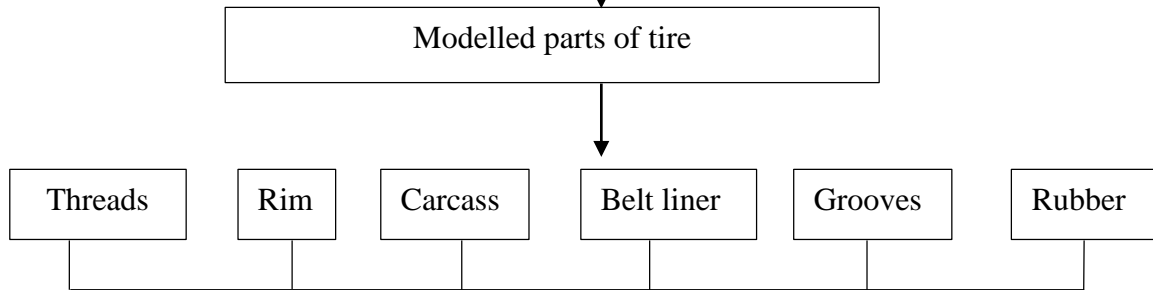 Modelled parts of tire
Threads Rim Carcass Belt liner Grooves Rubber